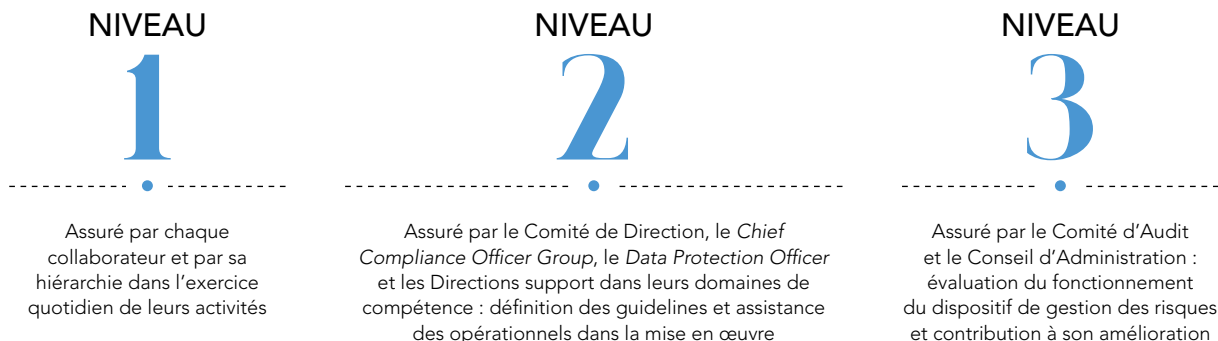 NIVEAU
1
Assuré par chaque
collaborateur et par sa
hiérarchie dans l'exercice
quotidien de leurs activités
NIVEAU
2
Assuré par le Comité de Direction, le Chief
Compliance Officer Group, le Data Protection Officer
et les Directions support dans leurs domaines de
compétence : définition des guidelines et assistance
des opérationnels dans la mise en œuvre
NIVEAU
3
Assuré par le Comité d'Audit
et le Conseil d'Administration :
évaluation du fonctionnement
du dispositif de gestion des risques
et contribution à son amélioration